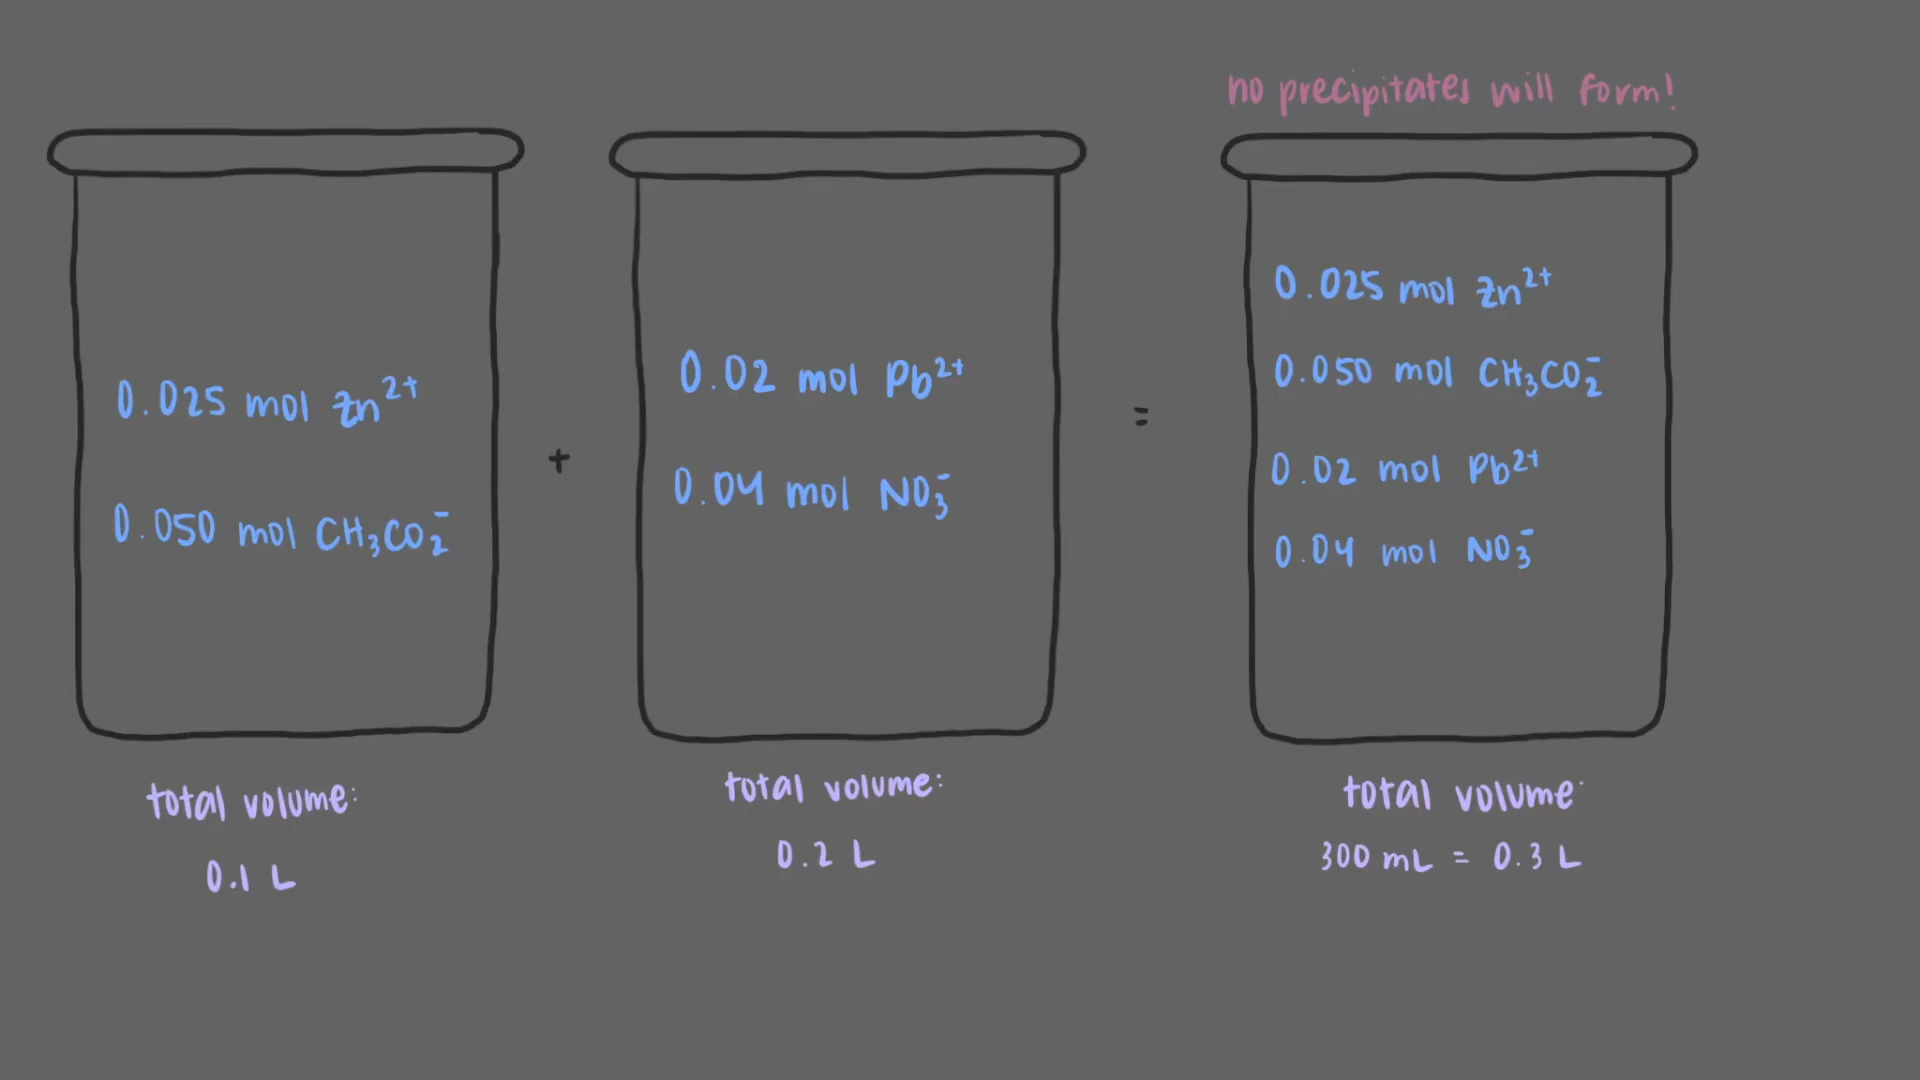 no precipitates will form!
0.025 mol Zn²⁺
0.050 mol CH₃CO₂⁻
total volume:
0.1 L
+
0.02 mol Pb²⁺
0.04 mol NO₃⁻
total volume:
0.2 L
=
0.025 mol Zn²⁺
0.050 mol CH₃CO₂⁻
0.02 mol Pb²⁺
0.04 mol NO₃⁻
total volume:
300 mL = 0.3 L